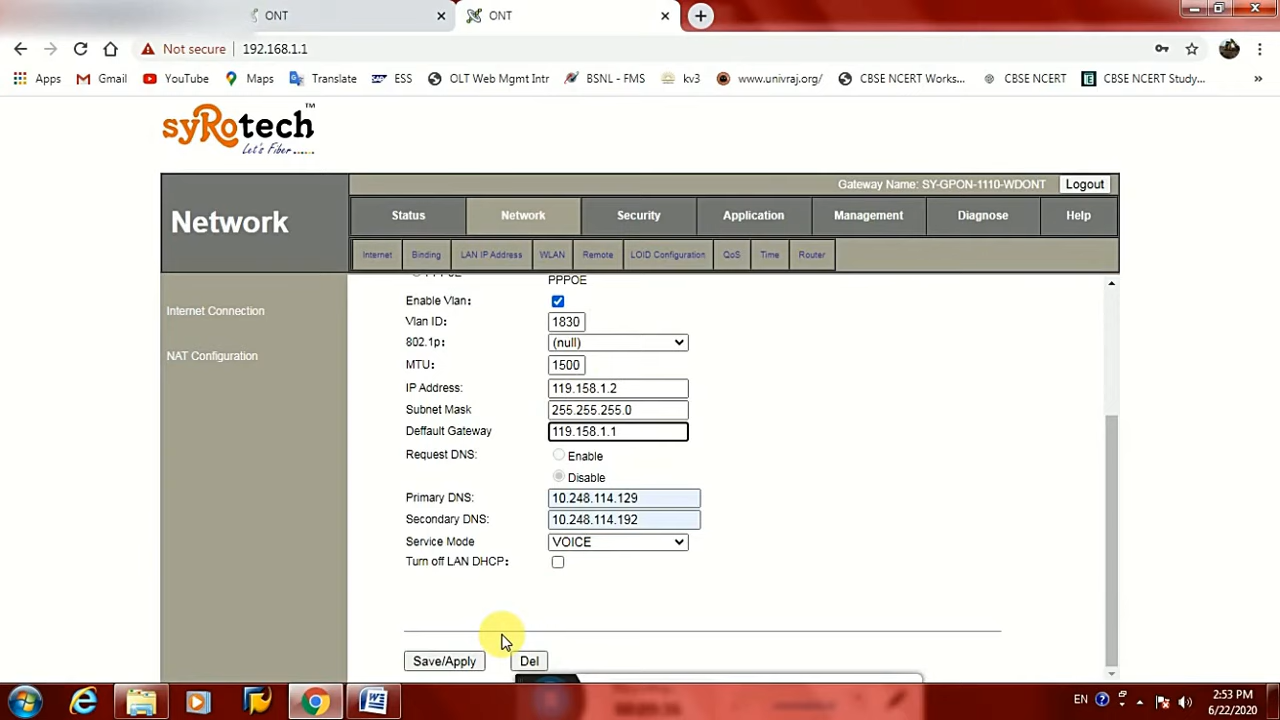 ONT
ONT
Not secure 192.168.1.1
Apps Gmail YouTube Maps Translate ESS OLT Web Mgmt Intr BSNL - FMS kv3 www.univraj.org/ CBSE NCERT Works... CBSE NCERT CBSE NCERT Study... »
syRotech™
Let's Fiber......
Gateway Name: SY-GPON-1110-WDONT Logout
Network
Status Network Security Application Management Diagnose Help
Internet Binding LAN IP Address WLAN Remote LOID Configuration QoS Time Router
Internet Connection
NAT Configuration
PPPOE
Enable Vlan:
Vlan ID: 1830
802.1p: (null)
MTU: 1500
IP Address: 119.158.1.2
Subnet Mask 255.255.255.0
Deffault Gateway 119.158.1.1
Request DNS: Enable
Disable
Primary DNS: 10.248.114.129
Secondary DNS: 10.248.114.192
Service Mode VOICE
Turn off LAN DHCP:
Save/Apply Del
EN
2:53 PM
6/22/2020